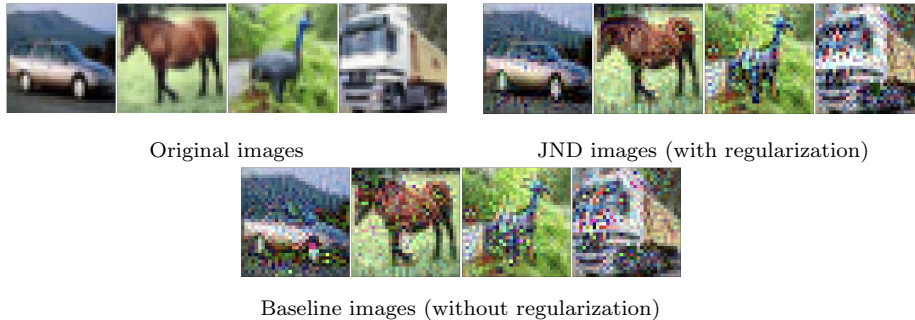 Original images
JND images (with regularization)
Baseline images (without regularization)